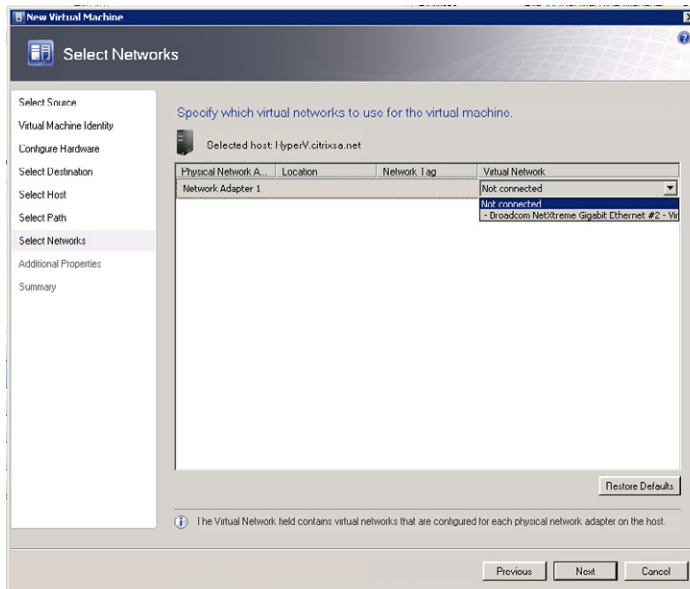 New Virtual Machine
Select Networks
Select Source
Virtual Machine Identity
Configure Hardware
Select Destination
Select Host
Select Path
Select Networks
Additional Properties
Summary
Specify which virtual networks to use for the virtual machine.
Selected host: HyperV.citrixsa.net
Physical Network A... Location Network Tag Virtual Network
Network Adapter 1 Not connected
Not connected
- Broadcom NetXtreme Gigabit Ethernet #2 - Vir
Restore Defaults
The Virtual Network field contains virtual networks that are configured for each physical network adapter on the host.
Previous Next Cancel